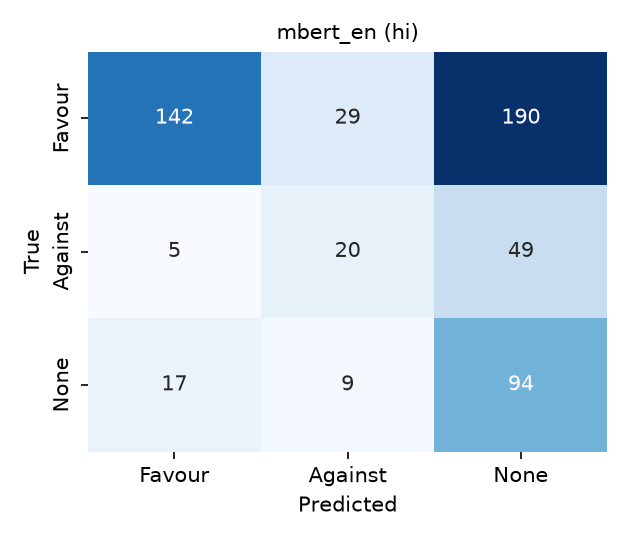 mbert_en (hi)
Favour
142
29
190
True
Against
5
20
49
None
17
9
94
Favour
Against
None
Predicted